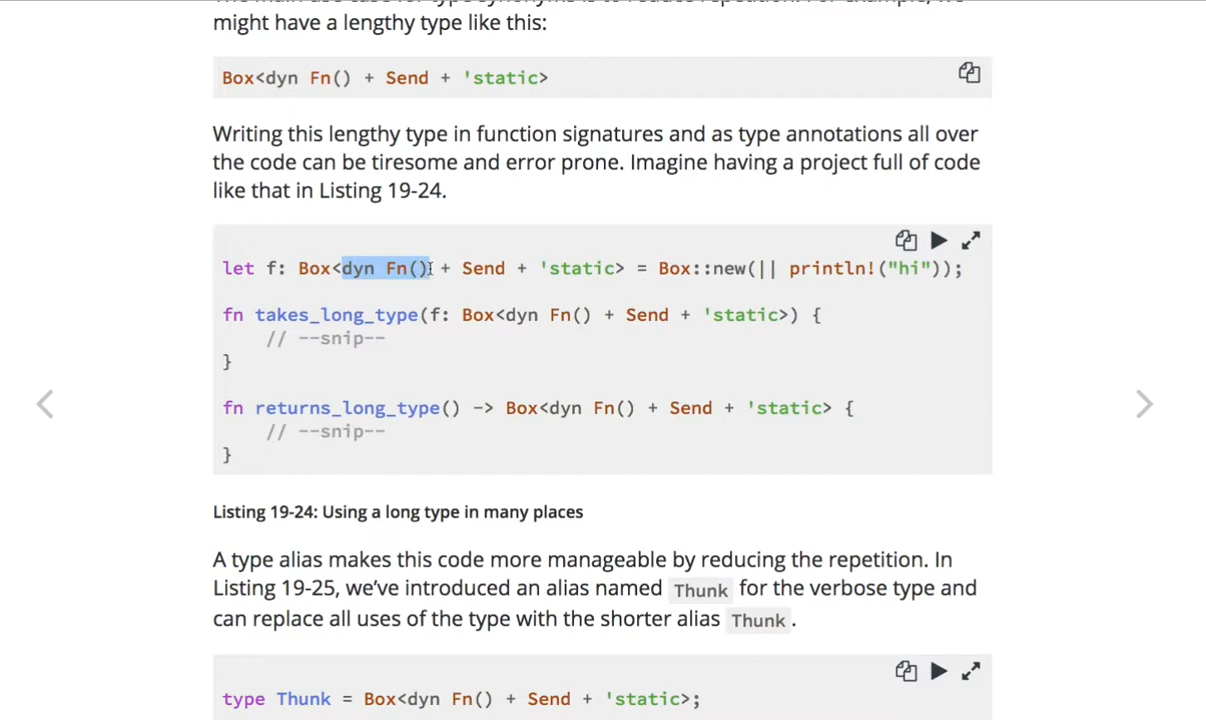 might have a lengthy type like this:
Box<dyn Fn() + Send + 'static>
Writing this lengthy type in function signatures and as type annotations all over
the code can be tiresome and error prone. Imagine having a project full of code
like that in Listing 19-24.
let f: Box<dyn Fn() + Send + 'static> = Box::new(|| println!("hi"));
fn takes_long_type(f: Box<dyn Fn() + Send + 'static>) {
    // --snip--
}
fn returns_long_type() -> Box<dyn Fn() + Send + 'static> {
    // --snip--
}
Listing 19-24: Using a long type in many places
A type alias makes this code more manageable by reducing the repetition. In
Listing 19-25, we’ve introduced an alias named Thunk for the verbose type and
can replace all uses of the type with the shorter alias Thunk.
type Thunk = Box<dyn Fn() + Send + 'static>;